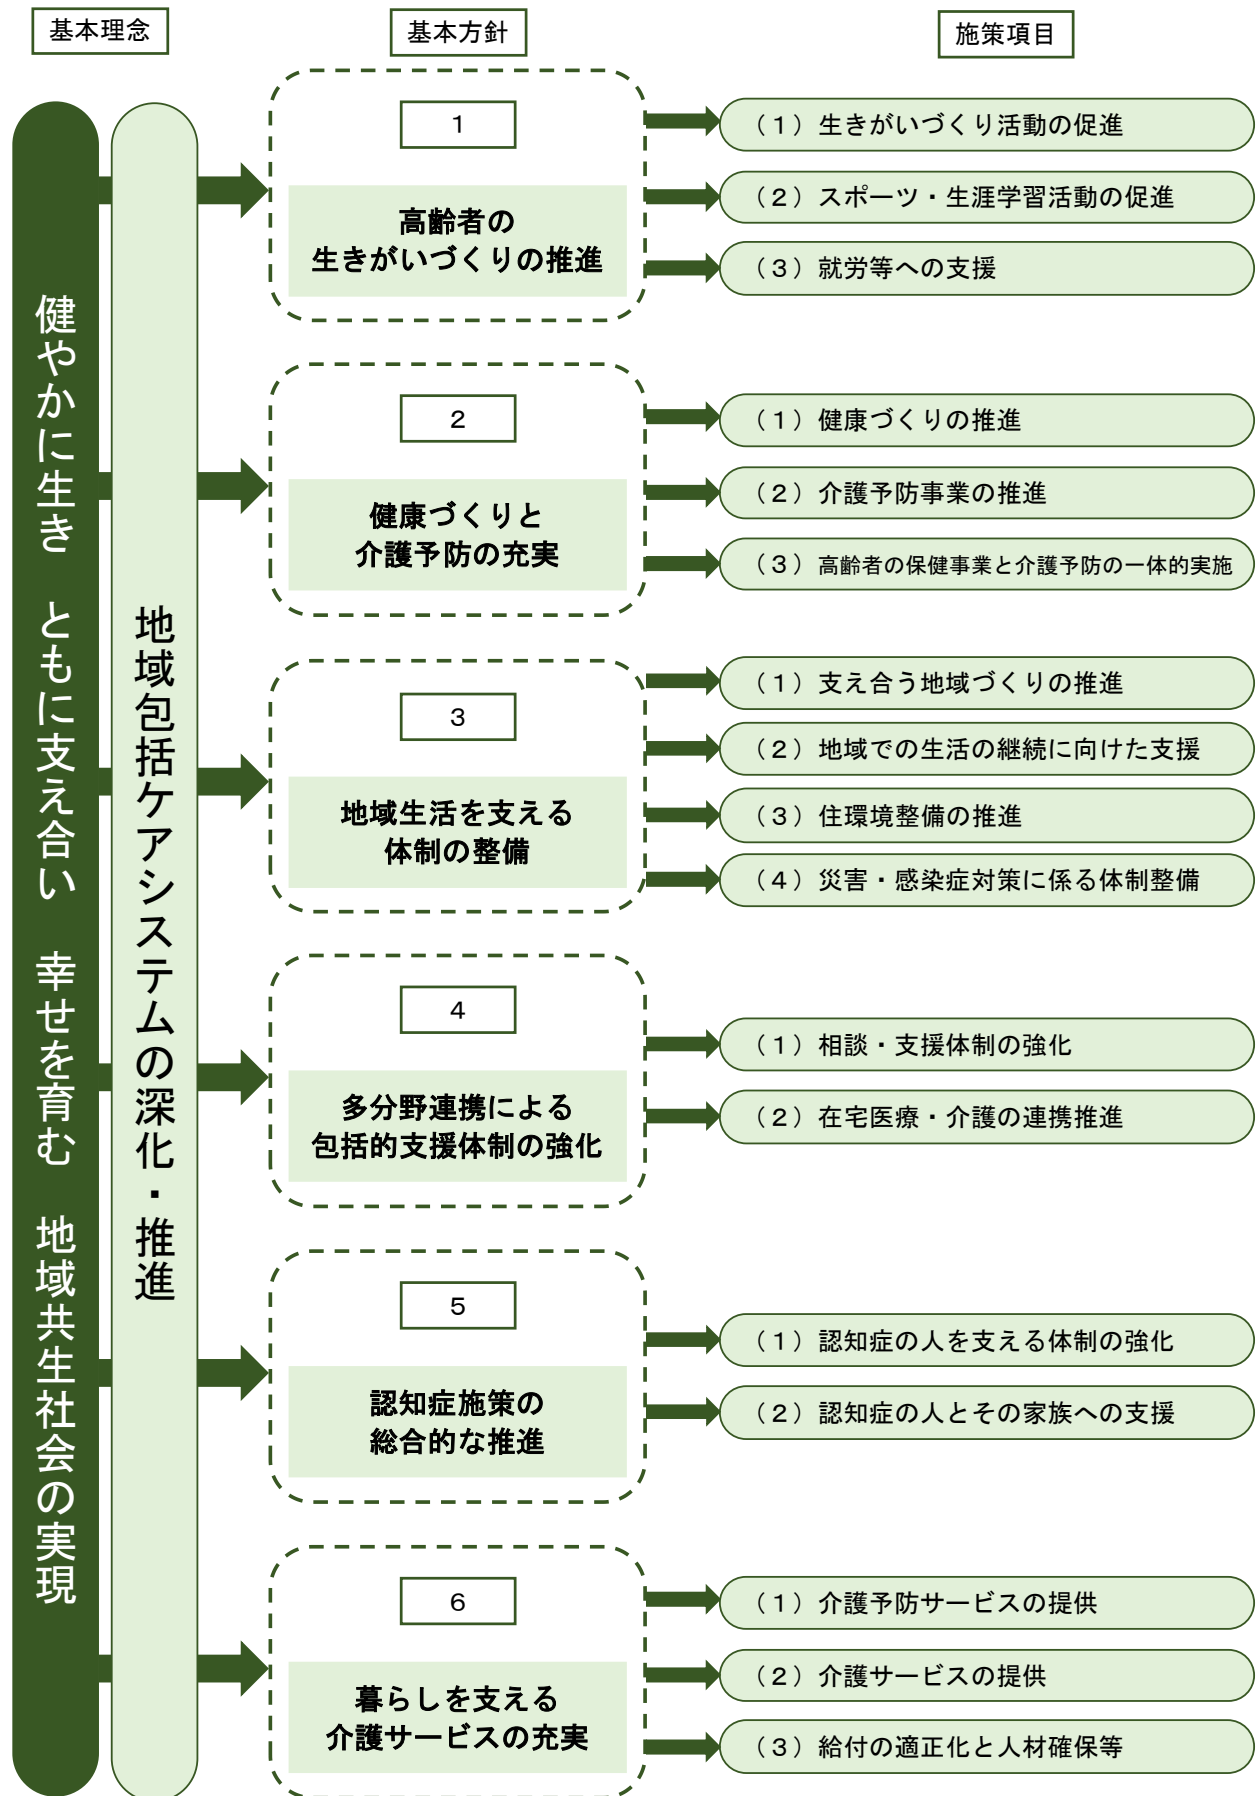 基本理念
基本方針
施策項目
健やかに生き　ともに支え合い　幸せを育む　地域共生社会の実現
地域包括ケアシステムの深化・推進
１
高齢者の
生きがいづくりの推進
（１）生きがいづくり活動の促進
（２）スポーツ・生涯学習活動の促進
（３）就労等への支援
２
健康づくりと
介護予防の充実
（１）健康づくりの推進
（２）介護予防事業の推進
（３）高齢者の保健事業と介護予防の一体的実施
３
地域生活を支える
体制の整備
（１）支え合う地域づくりの推進
（２）地域での生活の継続に向けた支援
（３）住環境整備の推進
（４）災害・感染症対策に係る体制整備
４
多分野連携による
包括的支援体制の強化
（１）相談・支援体制の強化
（２）在宅医療・介護の連携推進
５
認知症施策の
総合的な推進
（１）認知症の人を支える体制の強化
（２）認知症の人とその家族への支援
６
暮らしを支える
介護サービスの充実
（１）介護予防サービスの提供
（２）介護サービスの提供
（３）給付の適正化と人材確保等